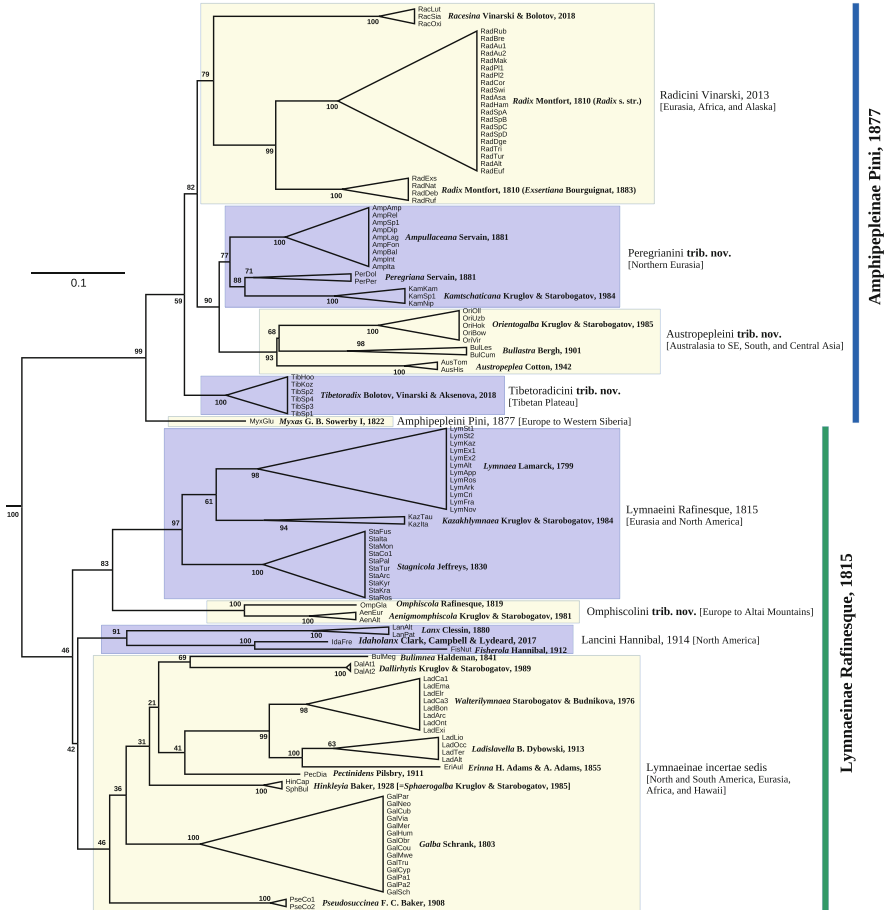 RacLut
RacSia
RacOxi
100
Racesina Vinarski & Bolotov, 2018
79
RadRub
RadBre
RadAu1
RadAu2
RadMak
RadPl1
RadPl2
RadCor
RadSwi
RadAsa
RadHam
RadSpA
RadSpB
RadSpC
RadSpD
RadDge
RadTri
RadTur
RadAlt
RadEuf
100
Radix Montfort, 1810 (Radix s. str.)
Radicini Vinarski, 2013
[Eurasia, Africa, and Alaska]
99
RadExs
RadNat
RadDeb
RadRuf
100
Radix Montfort, 1810 (Exsertiana Bourguignat, 1883)
82
AmpAmp
AmpRel
AmpSp1
AmpDip
AmpLag
AmpFon
AmpBal
AmpInt
AmpIta
100
Ampullaceana Servain, 1881
77
71
PerDol
PerPer
Peregriana Servain, 1881
88
KamKam
KamSp1
KamNip
100
Kamtschaticana Kruglov & Starobogatov, 1984
Peregrianini trib. nov.
[Northern Eurasia]
0.1
59
90
OriOll
OriUzb
OriHok
OriBow
OriVir
100
Orientogalba Kruglov & Starobogatov, 1985
68
98
BulLes
BulCum
Bullastra Bergh, 1901
93
AusTom
AusHis
100
Austropeplea Cotton, 1942
Austropepleini trib. nov.
[Australasia to SE, South, and Central Asia]
99
TibHoo
TibKoz
TibSp2
TibSp4
TibSp3
TibSp1
100
Tibetoradix Bolotov, Vinarski & Aksenova, 2018
Tibetoradicini trib. nov.
[Tibetan Plateau]
MyxGlu
Myxas G. B. Sowerby I, 1822
Amphipepleini Pini, 1877 [Europe to Western Siberia]
Amphipepleinae Pini, 1877
LymSt1
LymSt2
LymKaz
LymEx1
LymEx2
LymAlt
LymApp
LymRos
LymArk
LymCri
LymFra
LymNov
98
Lymnaea Lamarck, 1799
61
KazTau
KazIta
94
Kazakhlymnaea Kruglov & Starobogatov, 1984
97
StaFus
StaIta
StaMon
StaCo1
StaPal
StaTur
StaArc
StaKyr
StaKra
StaRos
100
Stagnicola Jeffreys, 1830
Lymnaeini Rafinesque, 1815
[Eurasia and North America]
100
83
100
OmpGla
Omphiscola Rafinesque, 1819
AenEur
AenAlt
100
Aenigmomphiscola Kruglov & Starobogatov, 1981
Omphiscolini trib. nov. [Europe to Altai Mountains]
91
LanAlt
LanPat
100
Lanx Clessin, 1880
100
IdaFre
Idaholanx Clark, Campbell & Lydeard, 2017
FisNut
Fisherola Hannibal, 1912
Lancini Hannibal, 1914 [North America]
46
69
BulMeg
Bulimnea Haldeman, 1841
DalAt1
DalAt2
100
Dallirhytis Kruglov & Starobogatov, 1989
21
LadCa1
LadEma
LadElr
LadCa3
LadBon
LadArc
LadOnt
LadExi
98
Walterilymnaea Starobogatov & Budnikova, 1976
99
63
LadLio
LadOcc
LadTer
LadAlt
Ladislavella B. Dybowski, 1913
100
EriAul
Erinna H. Adams & A. Adams, 1855
42
31
41
PecDia
Pectinidens Pilsbry, 1911
HinCap
SphBul
100
Hinkleyia Baker, 1928 [=Sphaerogalba Kruglov & Starobogatov, 1985]
Lymnaeinae incertae sedis
[North and South America, Eurasia,
Africa, and Hawaii]
36
GalPar
GalNeo
GalCub
GalVia
GalMer
GalHum
GalObr
GalCou
GalMwe
GalTru
GalCyp
GalPa1
GalPa2
GalSch
100
Galba Schrank, 1803
46
PseCo1
PseCo2
100
Pseudosuccinea F. C. Baker, 1908
Lymnaeinae Rafinesque, 1815